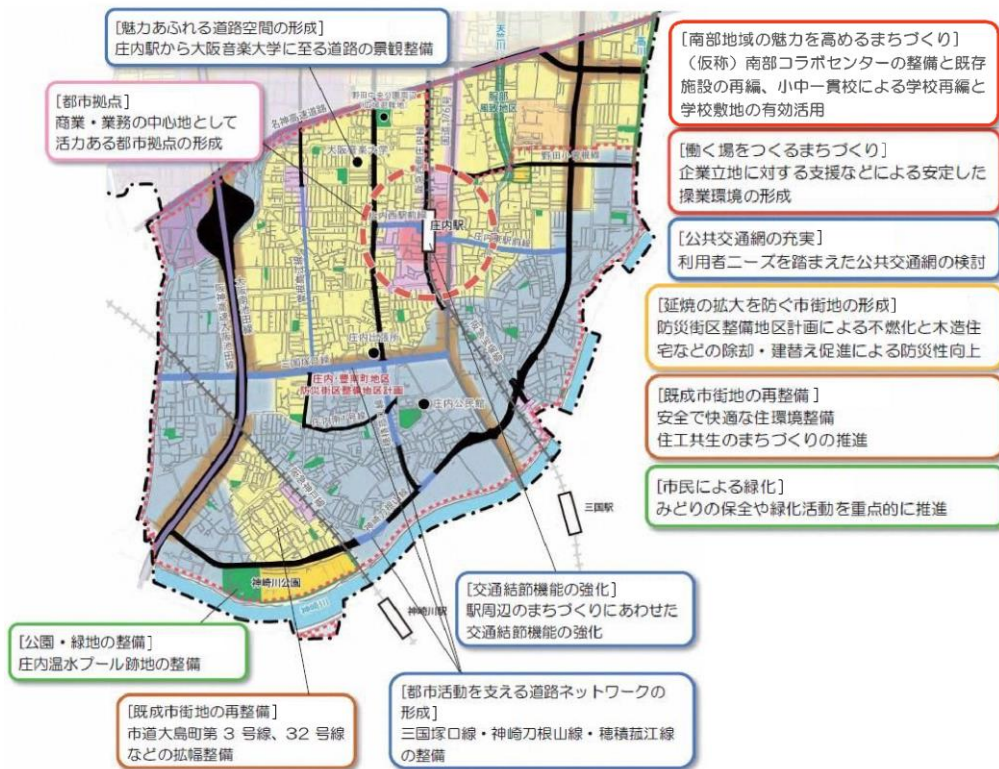 [魅力あふれる道路空間の形成]
庄内駅から大阪音楽大学に至る道路の景観整備
[都市拠点]
商業・業務の中心地として
活力ある都市拠点の形成
[南部地域の魅力を高めるまちづくり]
（仮称）南部コラボセンターの整備と既存
施設の再編、小中一貫校による学校再編と
学校敷地の有効活用
[働く場をつくるまちづくり]
企業立地に対する支援などによる安定した
操業環境の形成
[公共交通網の充実]
利用者ニーズを踏まえた公共交通網の検討
[延焼の拡大を防ぐ市街地の形成]
防災街区整備地区計画による不燃化と木造住
宅などの除却・建替え促進による防災性向上
[既成市街地の再整備]
安全で快適な住環境整備
住工共生のまちづくりの推進
[市民による緑化]
みどりの保全や緑化活動を重点的に推進
名神高速道路
大阪音楽大学
野田小曽根線
庄内駅
庄内出張所
三国塚口線
庄内・豊南町地区
防災街区整備地区計画
庄内公民館
三国駅
神崎川公園
神崎川駅
神崎川
[交通結節機能の強化]
駅周辺のまちづくりにあわせた
交通結節機能の強化
[公園・緑地の整備]
庄内温水プール跡地の整備
[既成市街地の再整備]
市道大島町第 3 号線、32 号線
などの拡幅整備
[都市活動を支える道路ネットワークの
形成]
三国塚口線・神崎刀根山線・穂積菰江線
の整備